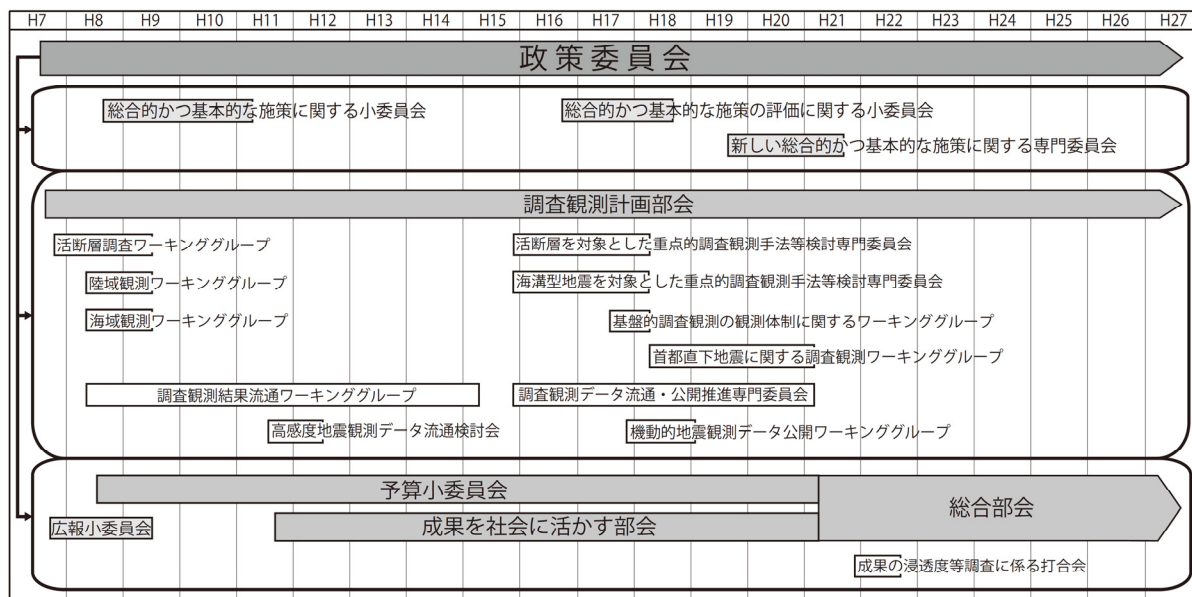 H7 H8 H9 H10 H11 H12 H13 H14 H15 H16 H17 H18 H19 H20 H21 H22 H23 H24 H25 H26 H27
政策委員会
総合的かつ基本的な施策に関する小委員会
総合的かつ基本的な施策の評価に関する小委員会
新しい総合的かつ基本的な施策に関する専門委員会
調査観測計画部会
活断層調査ワーキンググループ
活断層を対象とした重点的調査観測手法等検討専門委員会
陸域観測ワーキンググループ
海溝型地震を対象とした重点的調査観測手法等検討専門委員会
海域観測ワーキンググループ
基盤的調査観測の観測体制に関するワーキンググループ
首都直下地震に関する調査観測ワーキンググループ
調査観測結果流通ワーキンググループ
調査観測データ流通・公開推進専門委員会
高感度地震観測データ流通検討会
機動的地震観測データ公開ワーキンググループ
予算小委員会
総合部会
広報小委員会
成果を社会に活かす部会
成果の浸透度等調査に係る打合会